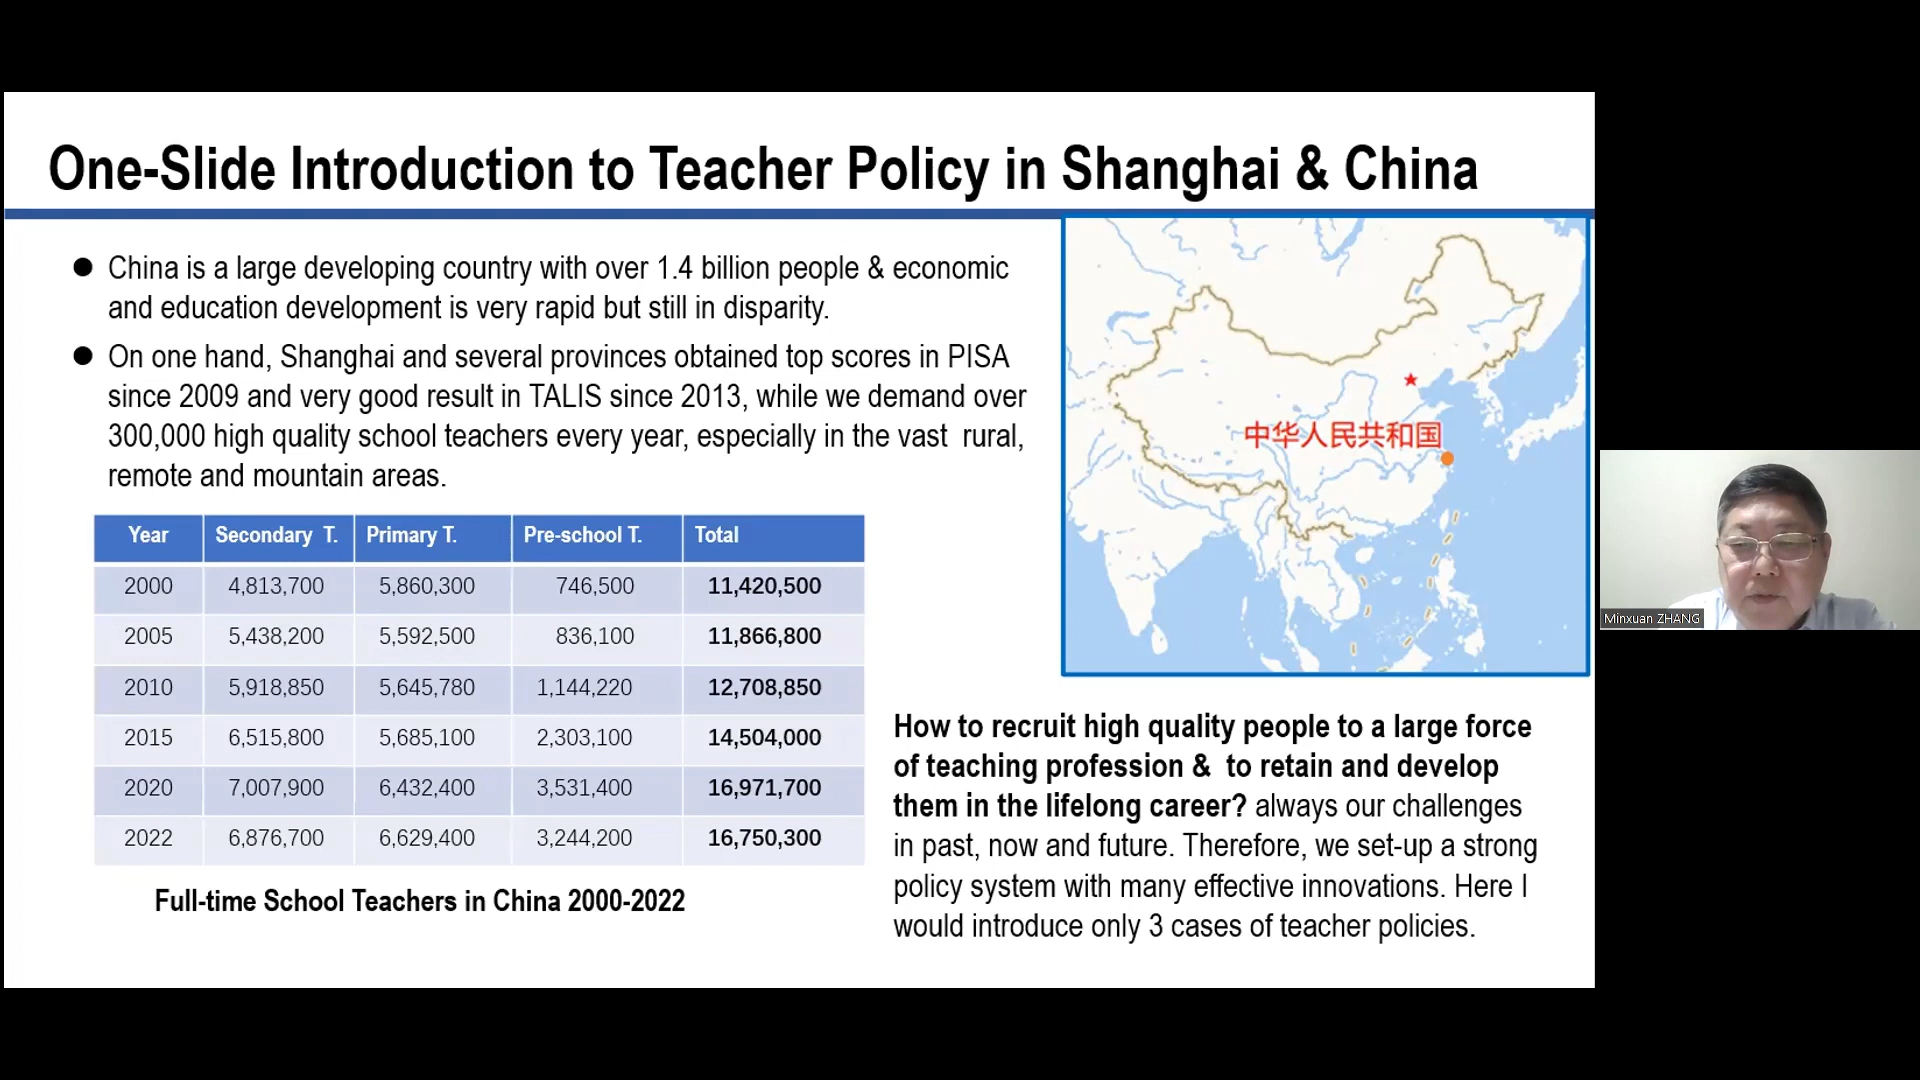 One-Slide Introduction to Teacher Policy in Shanghai & China
● China is a large developing country with over 1.4 billion people & economic
and education development is very rapid but still in disparity.
● On one hand, Shanghai and several provinces obtained top scores in PISA
since 2009 and very good result in TALIS since 2013, while we demand over
300,000 high quality school teachers every year, especially in the vast rural,
remote and mountain areas.
Year Secondary T. Primary T. Pre-school T. Total
2000 4,813,700 5,860,300 746,500 11,420,500
2005 5,438,200 5,592,500 836,100 11,866,800
2010 5,918,850 5,645,780 1,144,220 12,708,850
2015 6,515,800 5,685,100 2,303,100 14,504,000
2020 7,007,900 6,432,400 3,531,400 16,971,700
2022 6,876,700 6,629,400 3,244,200 16,750,300
Full-time School Teachers in China 2000-2022
中华人民共和国
How to recruit high quality people to a large force
of teaching profession & to retain and develop
them in the lifelong career? always our challenges
in past, now and future. Therefore, we set-up a strong
policy system with many effective innovations. Here I
would introduce only 3 cases of teacher policies.
Minxuan ZHANG